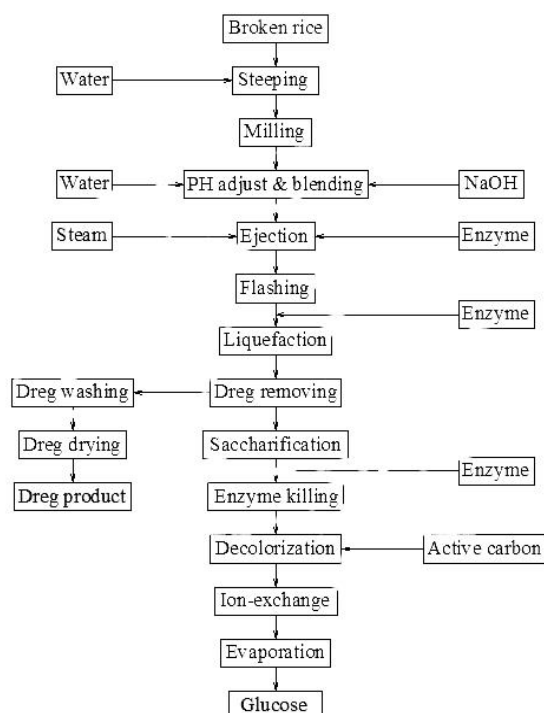 Broken rice
Water
Steeping
Milling
Water
PH adjust & blending
NaOH
Steam
Ejection
Enzyme
Flashing
Enzyme
Liquefaction
Dreg washing
Dreg removing
Dreg drying
Saccharification
Enzyme
Dreg product
Enzyme killing
Decolorization
Active carbon
Ion-exchange
Evaporation
Glucose